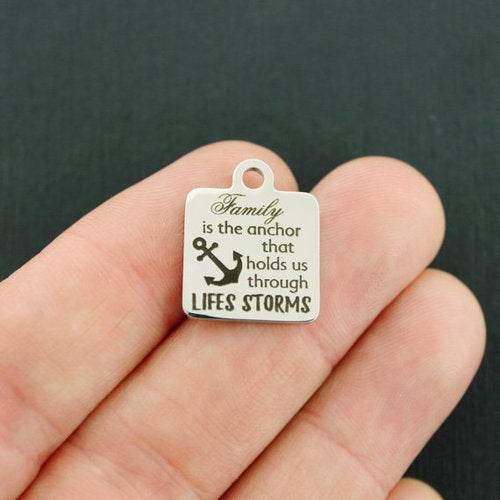 Family
is the anchor
that
holds us
through
LIFES STORMS